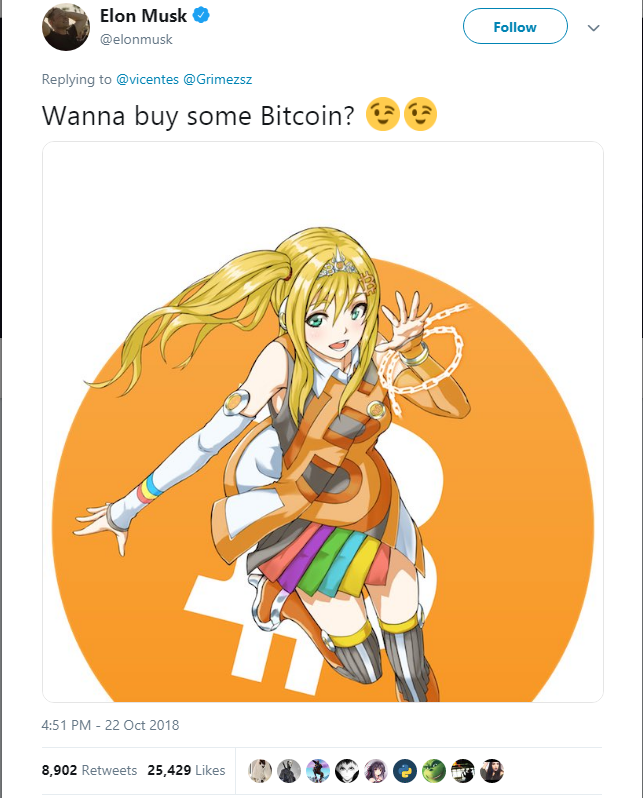 Elon Musk
@elonmusk
Follow
Replying to @vicentes @Grimezsz
Wanna buy some Bitcoin? 😉😉
4:51 PM - 22 Oct 2018
8,902 Retweets 25,429 Likes